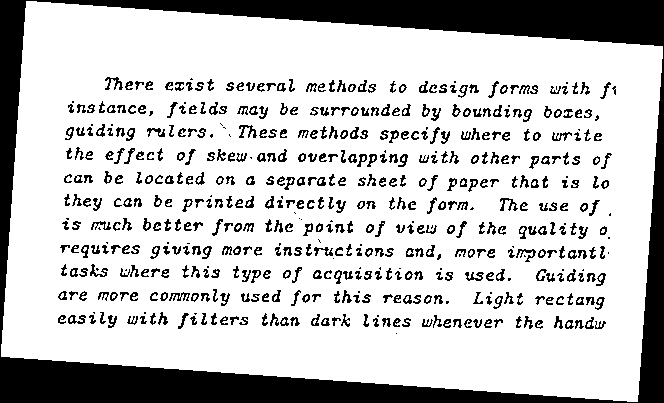 There exist several methods to design forms with
instance, fields may be surrounded by bounding boxes,
guiding rulers. These methods specify where to write
the effect of skew and overlapping with other parts of
can be located on a separate sheet of paper that is lo
they can be printed directly on the form. The use of
is much better from the point of view of the quality o
requires giving more instructions and, more importantl
tasks where this type of acquisition is used. Guiding
are more commonly used for this reason. Light rectang
easily with filters than dark lines whenever the handw